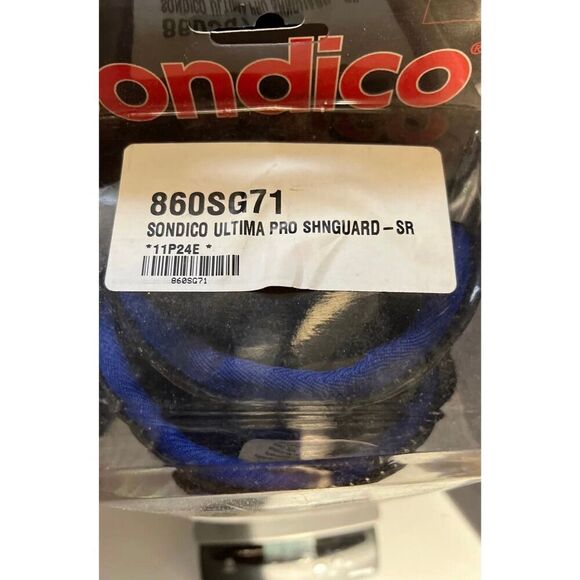 ondico®
860SG71
SONDICO ULTIMA PRO SHNGUARD-SR
*11P24E *
860SG71